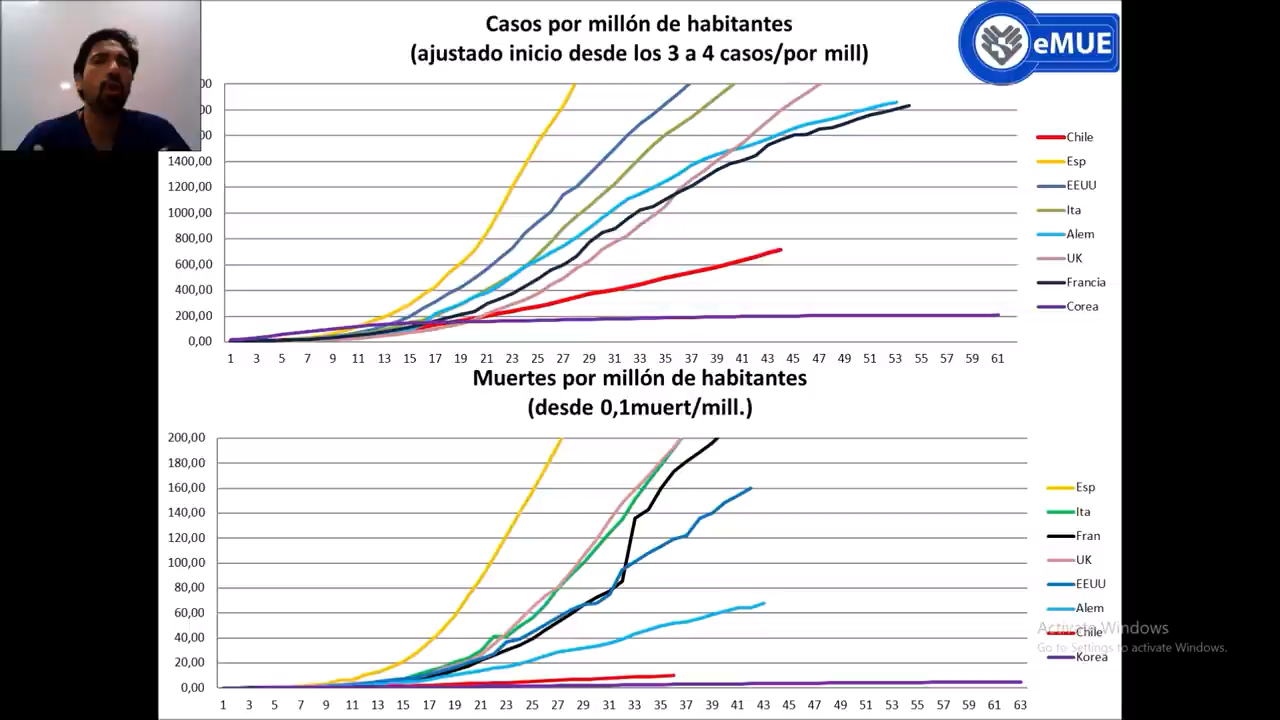 Casos por millón de habitantes
(ajustado inicio desde los 3 a 4 casos/por mill)
eMUE
1400,00
1200,00
1000,00
800,00
600,00
400,00
200,00
0,00
1 3 5 7 9 11 13 15 17 19 21 23 25 27 29 31 33 35 37 39 41 43 45 47 49 51 53 55 57 59 61
Chile
Esp
EEUU
Ita
Alem
UK
Francia
Corea
Muertes por millón de habitantes
(desde 0,1muert/mill.)
200,00
180,00
160,00
140,00
120,00
100,00
80,00
60,00
40,00
20,00
0,00
1 3 5 7 9 11 13 15 17 19 21 23 25 27 29 31 33 35 37 39 41 43 45 47 49 51 53 55 57 59 61 63
Esp
Ita
Fran
UK
EEUU
Alem
Chile
Korea
Activate Windows
Go to Settings to activate Windows.